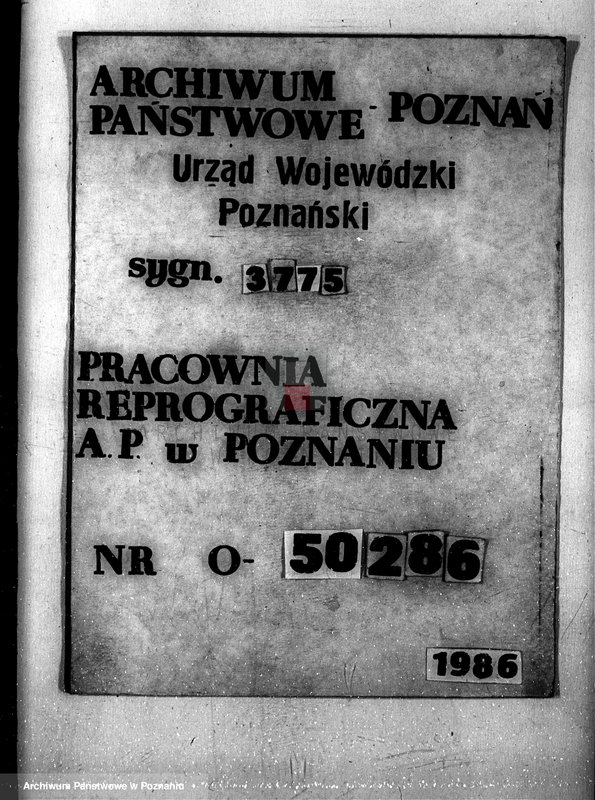 ARCHIWUM
PAŃSTWOWE - POZNAŃ
Urząd Wojewódzki
Poznański
sygn. 3775
PRACOWNIA
REPROGRAFICZNA
A.P. w POZNANIU
NR O- 50286
1986
Archiwum Państwowe w Poznaniu